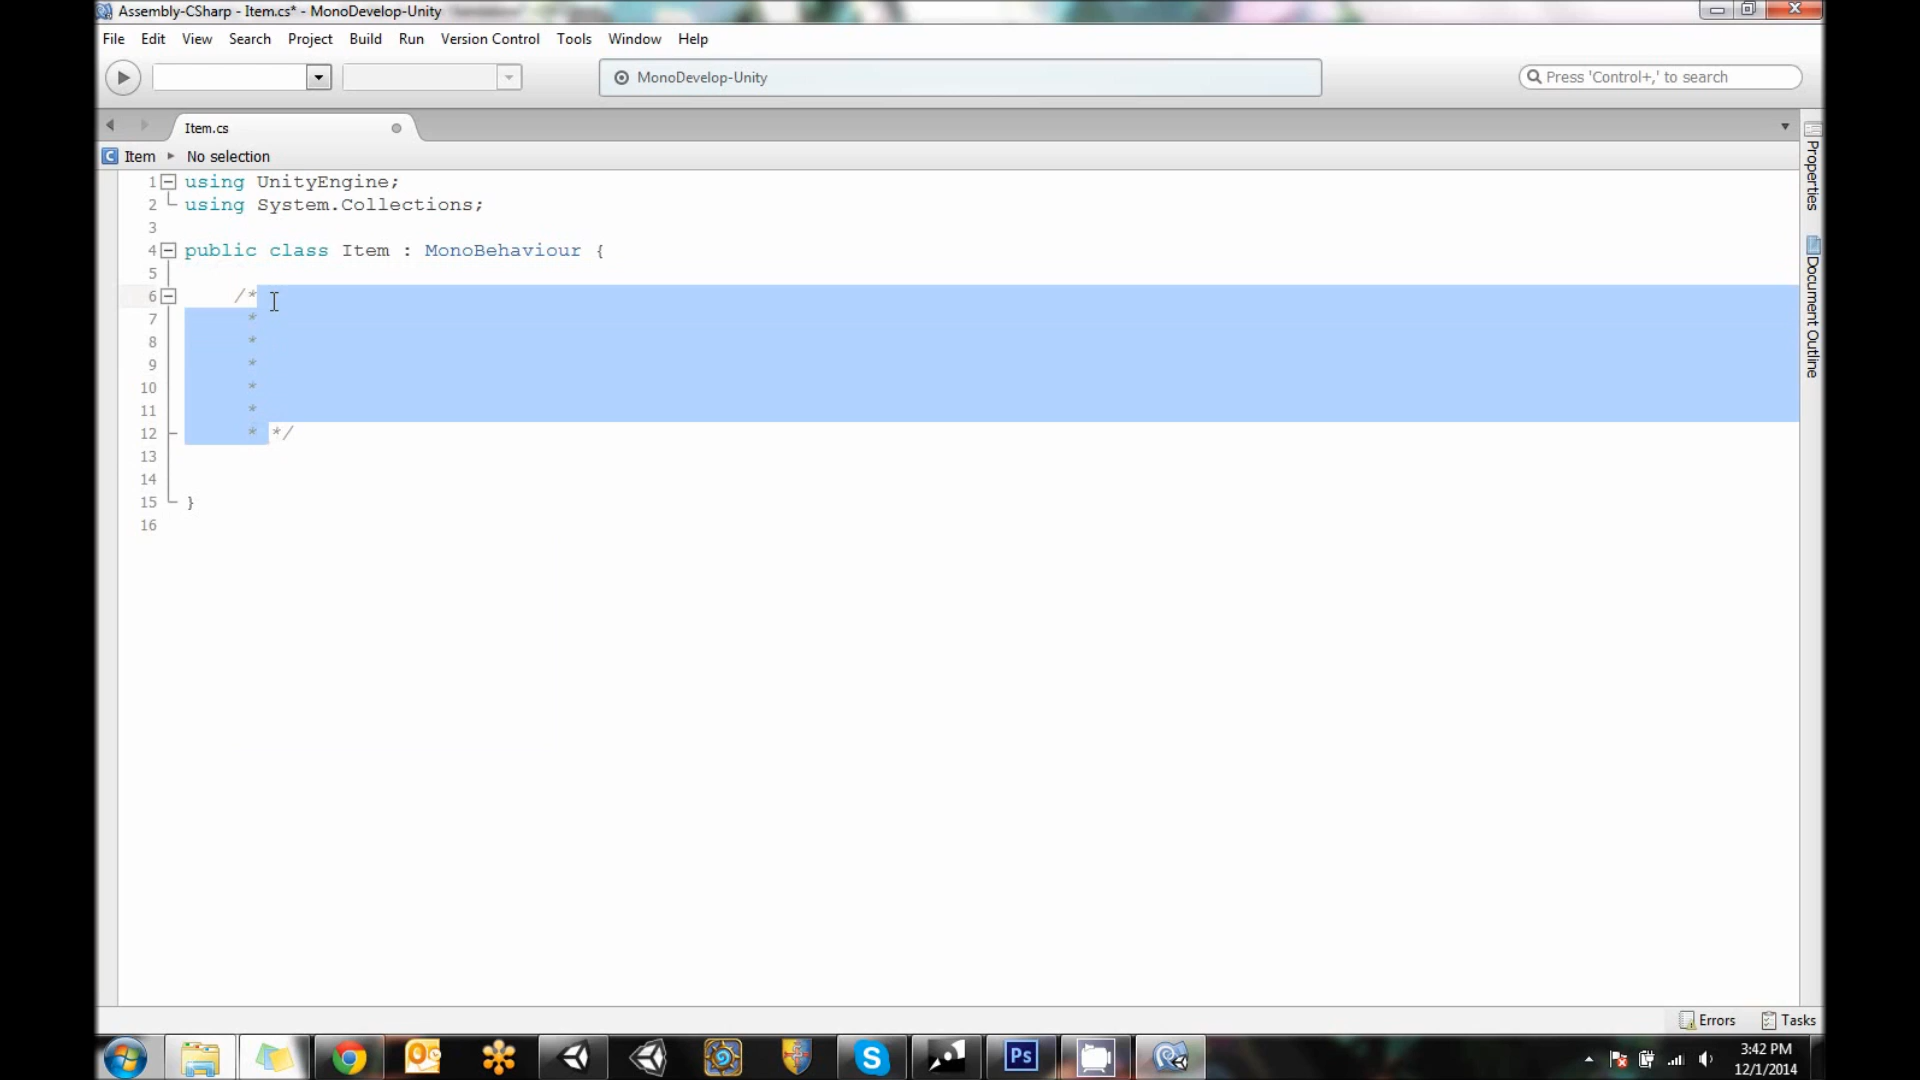 Assembly-CSharp - Item.cs* - MonoDevelop-Unity
File Edit View Search Project Build Run Version Control Tools Window Help
MonoDevelop-Unity
Press 'Control+,' to search
Item.cs
Item No selection
1 using UnityEngine;
2 using System.Collections;
3
4 public class Item : MonoBehaviour {
5
6 /*
7 *
8 *
9 *
10 *
11 *
12 * */
13
14
15 }
16
Properties
Document Outline
Errors Tasks
Ps
3:42 PM
12/1/2014